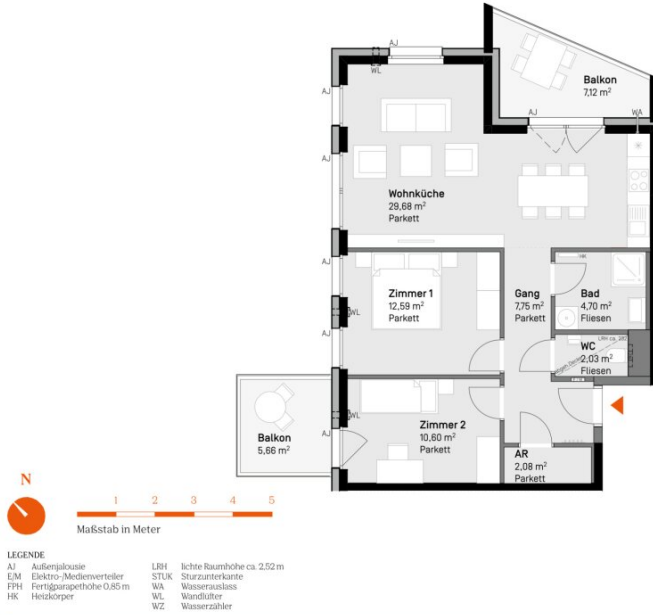 AJ
WL
AJ
Balkon
7,12 m²
AJ
WA
AJ
Wohnküche
29,68 m²
Parkett
HK
AJ
Zimmer 1
12,59 m²
Parkett
Gang
7,75 m²
Parkett
Bad
4,70 m²
Fliesen
WL
AJ
LRH ca. 2
WC
2,03 m²
Fliesen
Balkon
5,66 m²
AJ
WL
Zimmer 2
10,60 m²
Parkett
AR
2,08 m²
Parkett
N
1 2 3 4 5
Maßstab in Meter
LEGENDE
AJ Außenjalousie
E/M Elektro-/Medienverteiler
FPH Fertigparapethöhe 0,85 m
HK Heizkörper
LRH lichte Raumhöhe ca. 2,52 m
STUK Sturzunterkante
WA Wasserauslass
WL Wandlüfter
WZ Wasserzähler